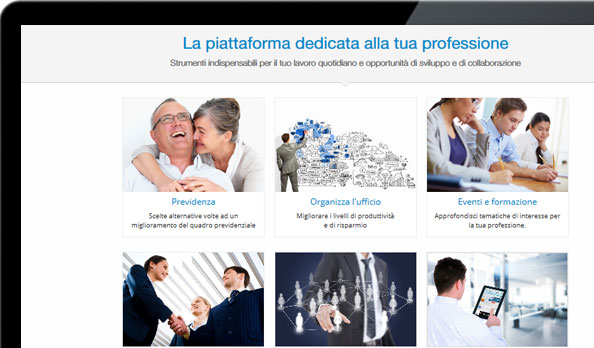 La piattaforma dedicata alla tua professione
Strumenti indispensabili per il tuo lavoro quotidiano e opportunità di sviluppo e di collaborazione
Previdenza
Scelte alternative volte ad un
miglioramento del quadro previdenziale
Organizza l'ufficio
Migliorare i livelli di produttività
e di risparmio
Eventi e formazione
Approfondisci tematiche di interesse per
la tua professione.